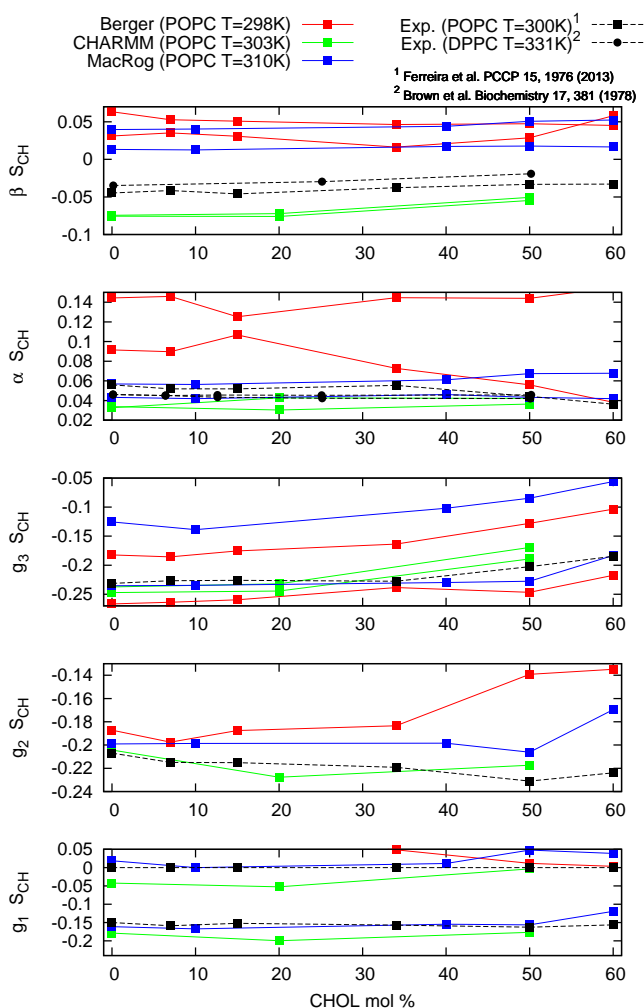 Berger (POPC T=298K)
CHARMM (POPC T=303K)
MacRog (POPC T=310K)
Exp. (POPC T=300K)1
Exp. (DPPC T=331K)2
1 Ferreira et al. PCCP 15, 1976 (2013)
2 Brown et al. Biochemistry 17, 381 (1978)
β SCH
0.05
0
-0.05
-0.1
0 10 20 30 40 50 60
α SCH
0.14
0.12
0.1
0.08
0.06
0.04
0.02
0 10 20 30 40 50 60
g3 SCH
-0.05
-0.1
-0.15
-0.2
-0.25
0 10 20 30 40 50 60
g2 SCH
-0.14
-0.16
-0.18
-0.2
-0.22
-0.24
0 10 20 30 40 50 60
g1 SCH
0.05
0
-0.05
-0.1
-0.15
-0.2
0 10 20 30 40 50 60
CHOL mol %